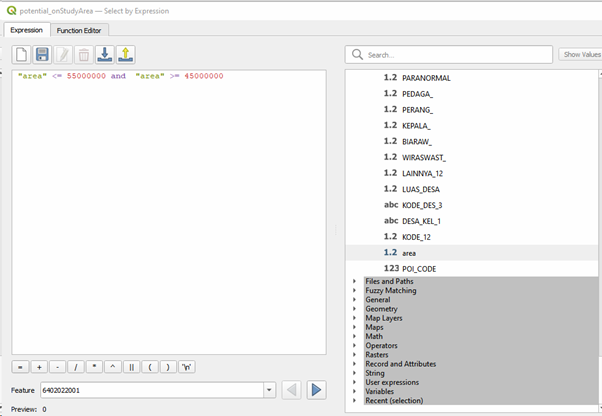 potential_onStudyArea — Select by Expression
Expression
Function Editor
"area" <= 55000000 and "area" >= 45000000
Search...
Show Values
1.2 PARANORMAL
1.2 PEDAGA_
1.2 PERANG_
1.2 KEPALA_
1.2 BIARAW_
1.2 WIRASWAST_
1.2 LAINNYA_12
1.2 LUAS_DESA
abc KODE_DES_3
abc DESA_KEL_1
1.2 KODE_12
1.2 area
123 POI_CODE
Files and Paths
Fuzzy Matching
General
Geometry
Map Layers
Maps
Math
Operators
Rasters
Record and Attributes
String
User expressions
Variables
Recent (selection)
= + - / * ^ || ( ) '\n'
Feature 6402022001
Preview: 0